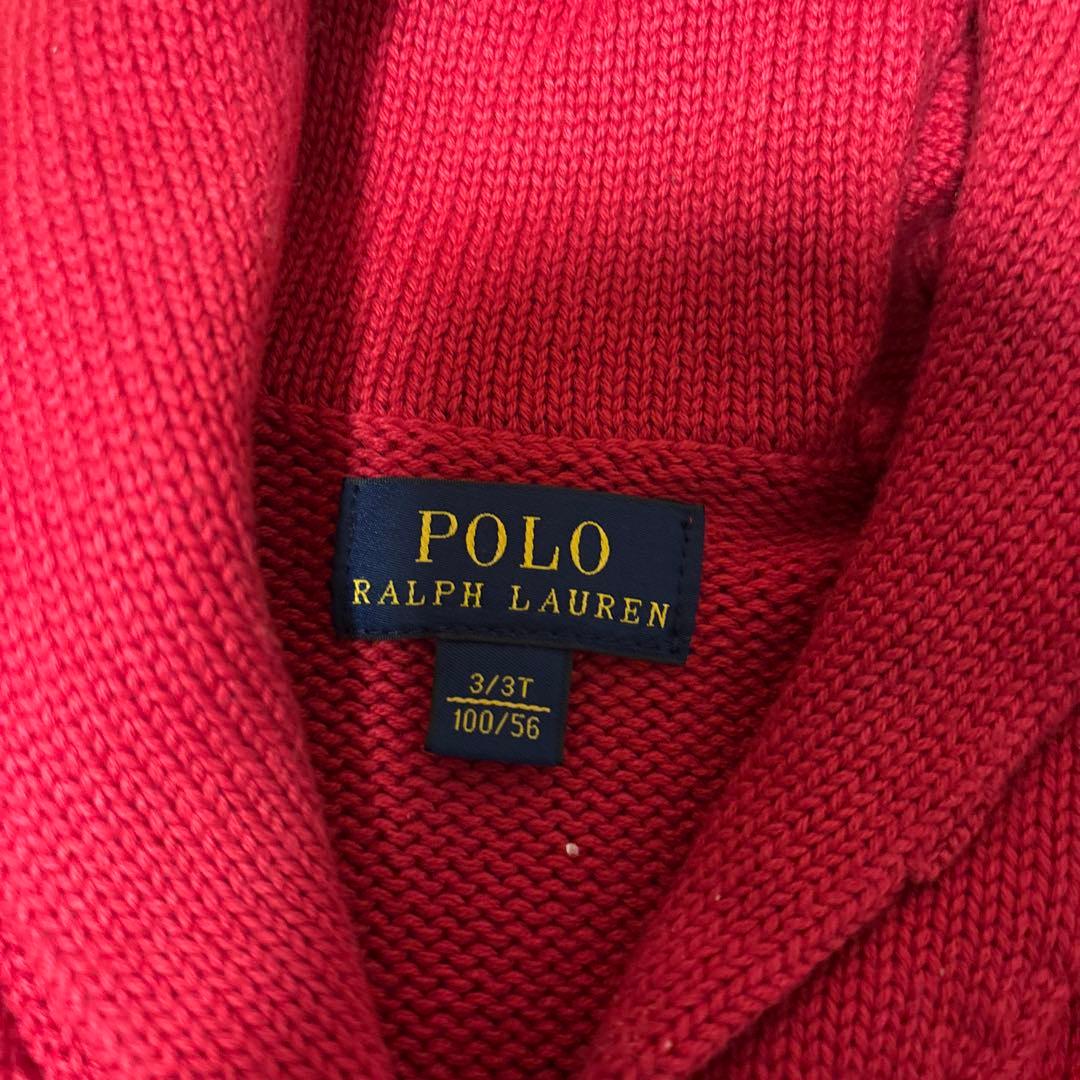 POLO
RALPH LAUREN
3/3T
100/56